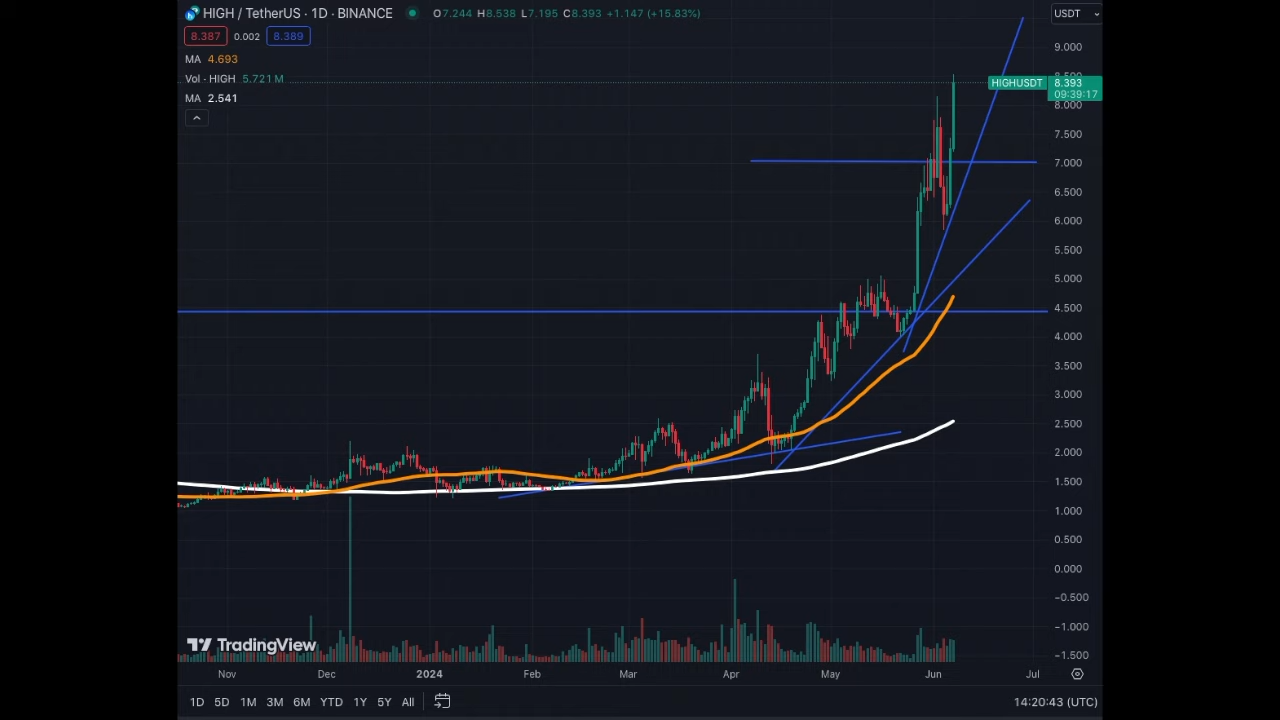 HIGH / TetherUS · 1D · BINANCE O7.244 H8.538 L7.195 C8.393 +1.147 (+15.83%) USDT
8.387 0.002 8.389
MA 4.693
Vol · HIGH 5.721 M
MA 2.541
9.000
8.500
HIGHUSDT 8.393
09:39:17
8.000
7.500
7.000
6.500
6.000
5.500
5.000
4.500
4.000
3.500
3.000
2.500
2.000
1.500
1.000
0.500
0.000
−0.500
−1.000
−1.500
TradingView
Nov Dec 2024 Feb Mar Apr May Jun Jul
1D 5D 1M 3M 6M YTD 1Y 5Y All 14:20:43 (UTC)